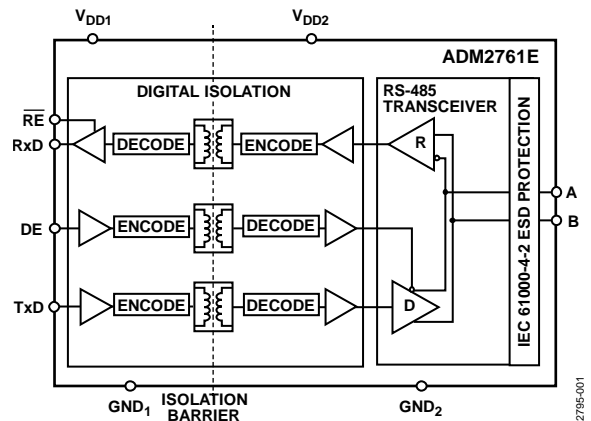 VDD1 VDD2
ADM2761E
DIGITAL ISOLATION
RS-485
TRANSCEIVER
RE
RxD
DECODE
ENCODE
R
DE
ENCODE
DECODE
TxD
ENCODE
DECODE
D
IEC 61000-4-2 ESD PROTECTION
A
B
GND1
ISOLATION
BARRIER
GND2
2795-001